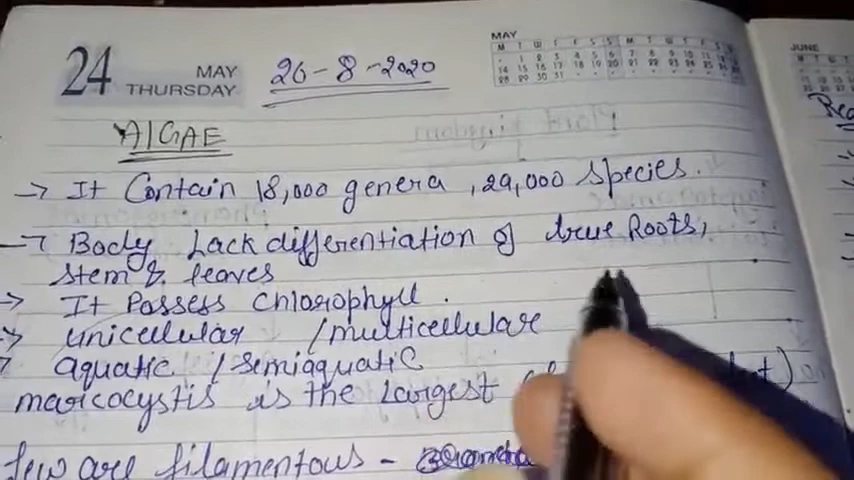 24 MAY THURSDAY
26-8-2020
MAY
JUNE
ALGAE
→ It Contain 18,000 genera, 29,000 species.
→ Body Lack differentiation of true Roots,
stem & leaves
→ It Possess chlorophyll.
→ unicellular / multicellular
→ aquatic / semiaquatic
marcocystis is the Largest
few are filamentous -